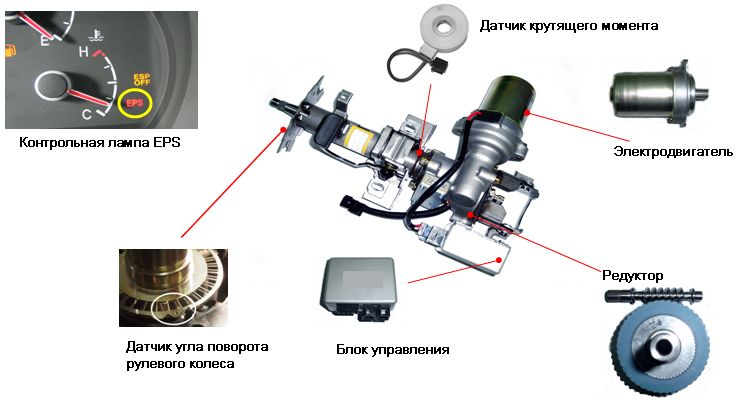 Датчик крутящего момента
E
H
ESP
OFF
EPS
C
Контрольная лампа EPS
Электродвигатель
Редуктор
Датчик угла поворота
рулевого колеса
Блок управления